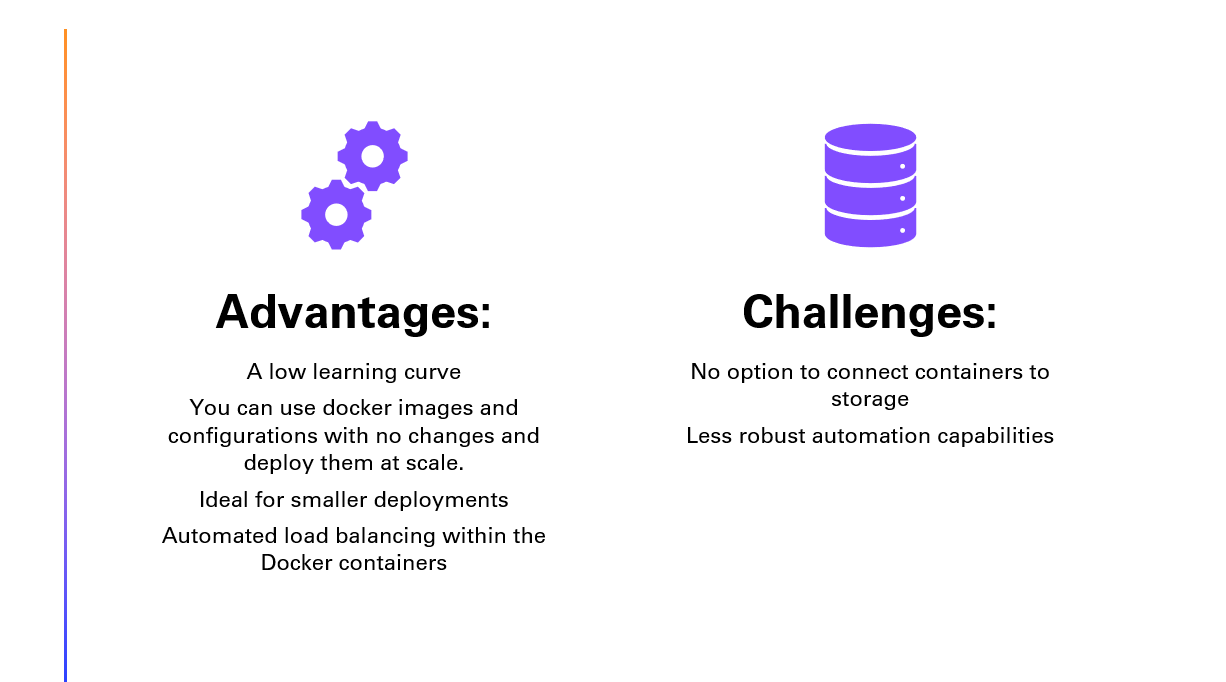 Advantages:
A low learning curve
You can use docker images and
configurations with no changes and
deploy them at scale.
Ideal for smaller deployments
Automated load balancing within the
Docker containers
Challenges:
No option to connect containers to
storage
Less robust automation capabilities